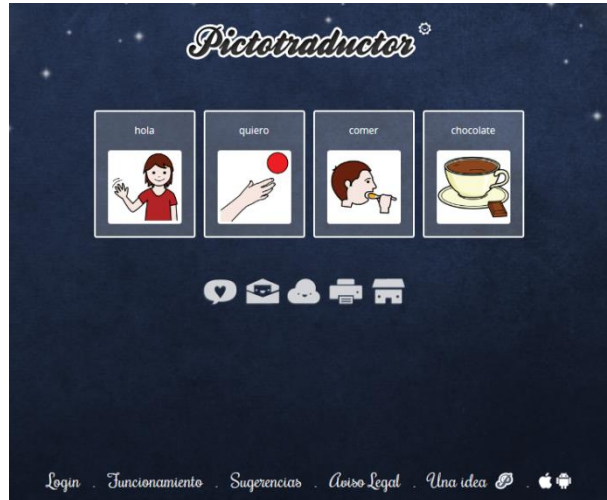 Pictotraductor
hola quiero comer chocolate
Login . Funcionamiento . Sugerencias . Aviso Legal . Una idea .